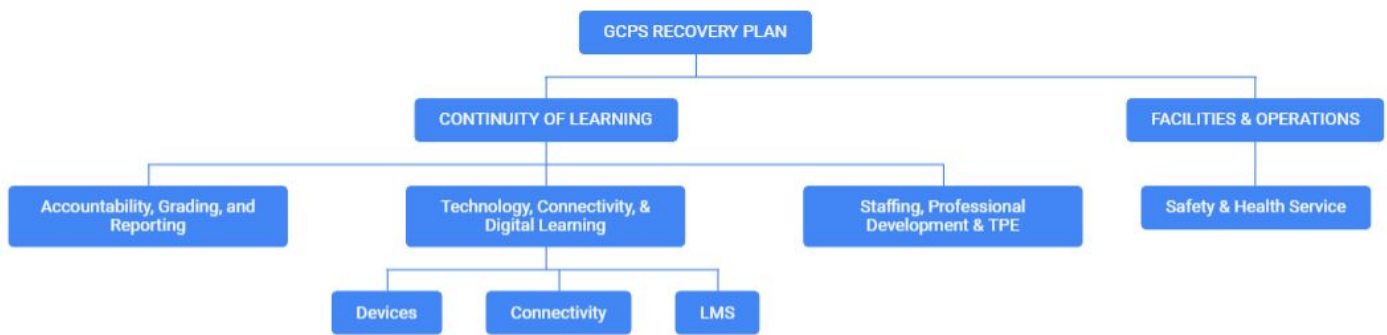 GCPS RECOVERY PLAN
CONTINUITY OF LEARNING
FACILITIES & OPERATIONS
Accountability, Grading, and
Reporting
Technology, Connectivity, &
Digital Learning
Staffing, Professional
Development & TPE
Safety & Health Service
Devices
Connectivity
LMS